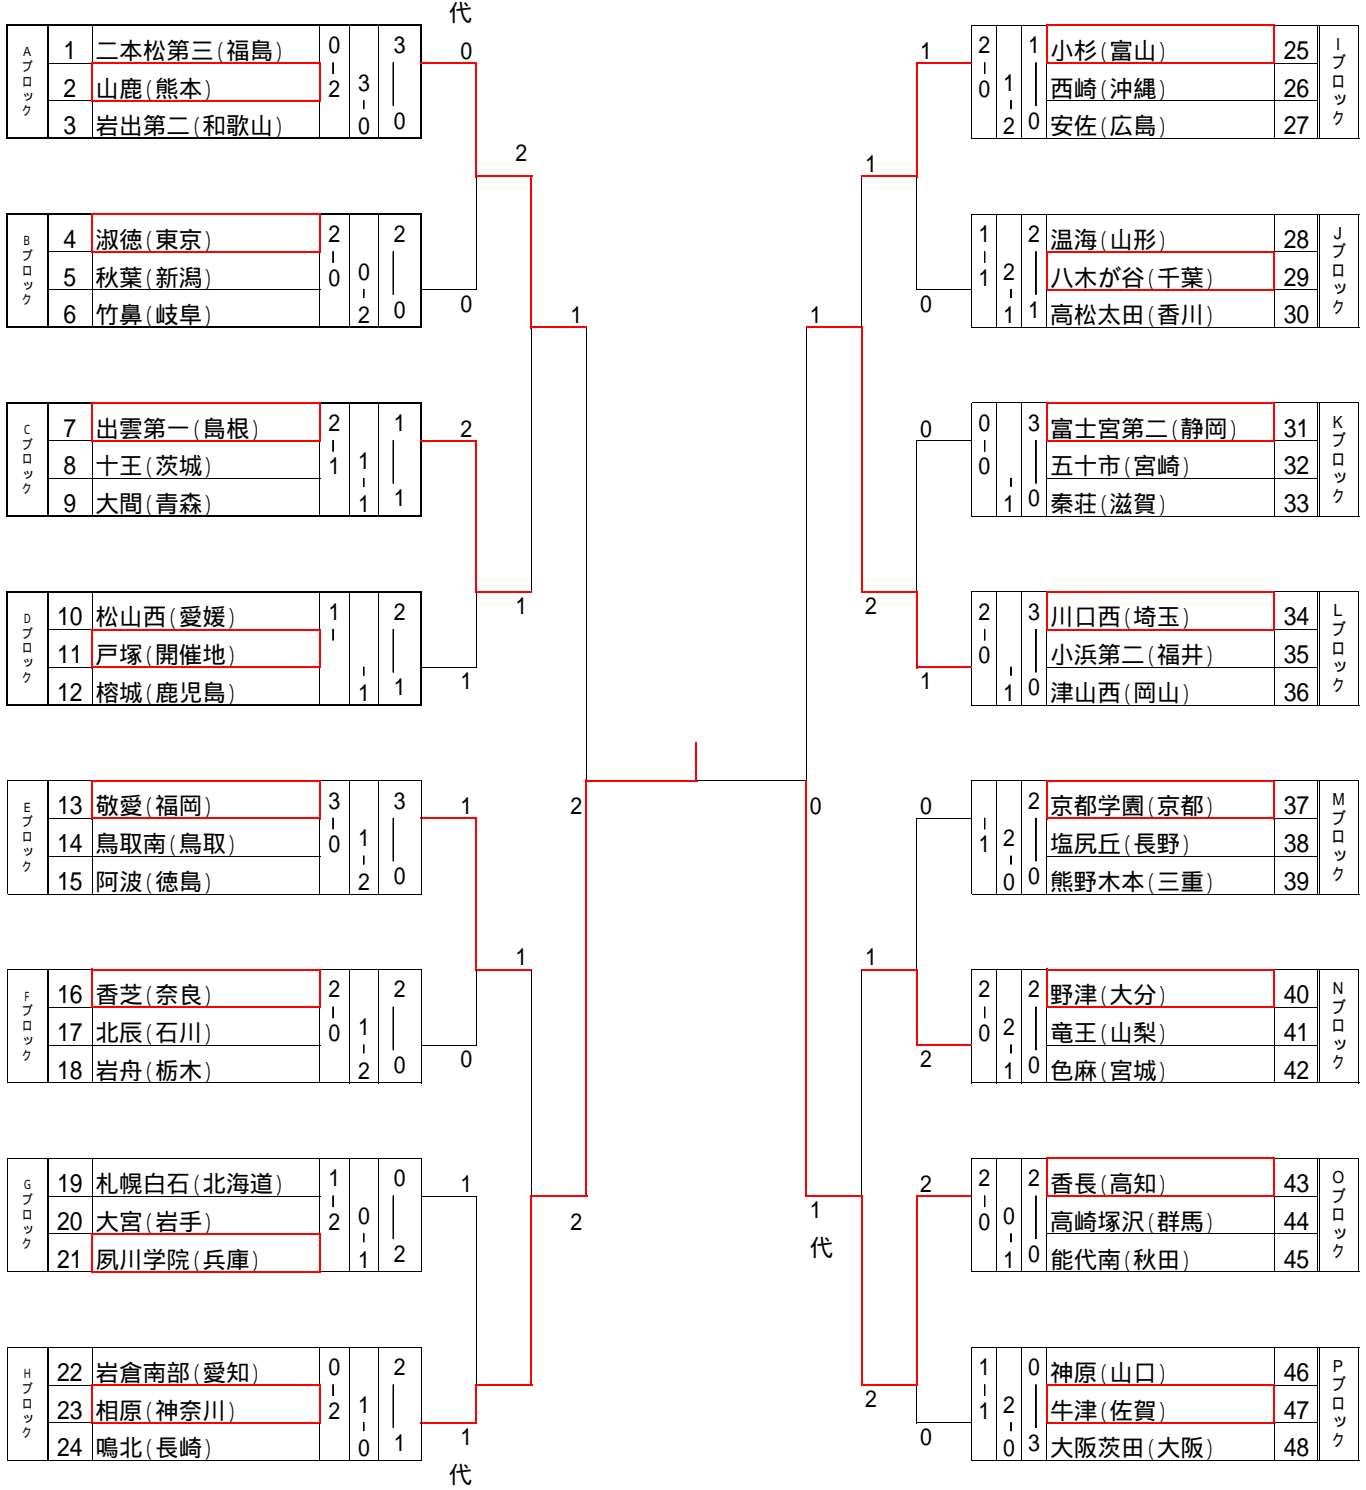 代
Aブロック
1 二本松第三(福島) 0-2 3-0
2 山鹿(熊本) 3-0
3 岩出第二(和歌山)
0
2
Bブロック
4 淑徳(東京) 2-0 2-0
5 秋葉(新潟) 0-2
6 竹鼻(岐阜)
0
1
Cブロック
7 出雲第一(島根) 2-1 1-1
8 十王(茨城) 1-1
9 大間(青森)
2
1
Dブロック
10 松山西(愛媛) 1- 2-1
11 戸塚(開催地) -1
12 榕城(鹿児島)
1
Eブロック
13 敬愛(福岡) 3-0 3-0
14 鳥取南(鳥取) 1-2
15 阿波(徳島)
1
2
1
Fブロック
16 香芝(奈良) 2-0 2-0
17 北辰(石川) 1-2
18 岩舟(栃木)
0
Gブロック
19 札幌白石(北海道) 1-2 0-2
20 大宮(岩手) 0-1
21 夙川学院(兵庫)
1
2
Hブロック
22 岩倉南部(愛知) 0-2 2-1
23 相原(神奈川) 1-0
24 鳴北(長崎)
1
代
1
2-0 1-0 小杉(富山) 25
1-2 西崎(沖縄) 26
安佐(広島) 27
Iブロック
1
1-1 2-1 温海(山形) 28
2-1 八木が谷(千葉) 29
高松太田(香川) 30
Jブロック
0
1
0
0-0 3-0 富士宮第二(静岡) 31
-1 五十市(宮崎) 32
秦荘(滋賀) 33
Kブロック
2
2-0 3-0 川口西(埼玉) 34
-1 小浜第二(福井) 35
津山西(岡山) 36
Lブロック
1
0
0
-1 2-0 京都学園(京都) 37
2-0 塩尻丘(長野) 38
熊野木本(三重) 39
Mブロック
1
2-0 2-0 野津(大分) 40
2-1 竜王(山梨) 41
色麻(宮城) 42
Nブロック
2
1
代
2
2-0 2-0 香長(高知) 43
0-1 高崎塚沢(群馬) 44
能代南(秋田) 45
Oブロック
2
1-1 0-3 神原(山口) 46
2-0 牛津(佐賀) 47
大阪茨田(大阪) 48
Pブロック
0